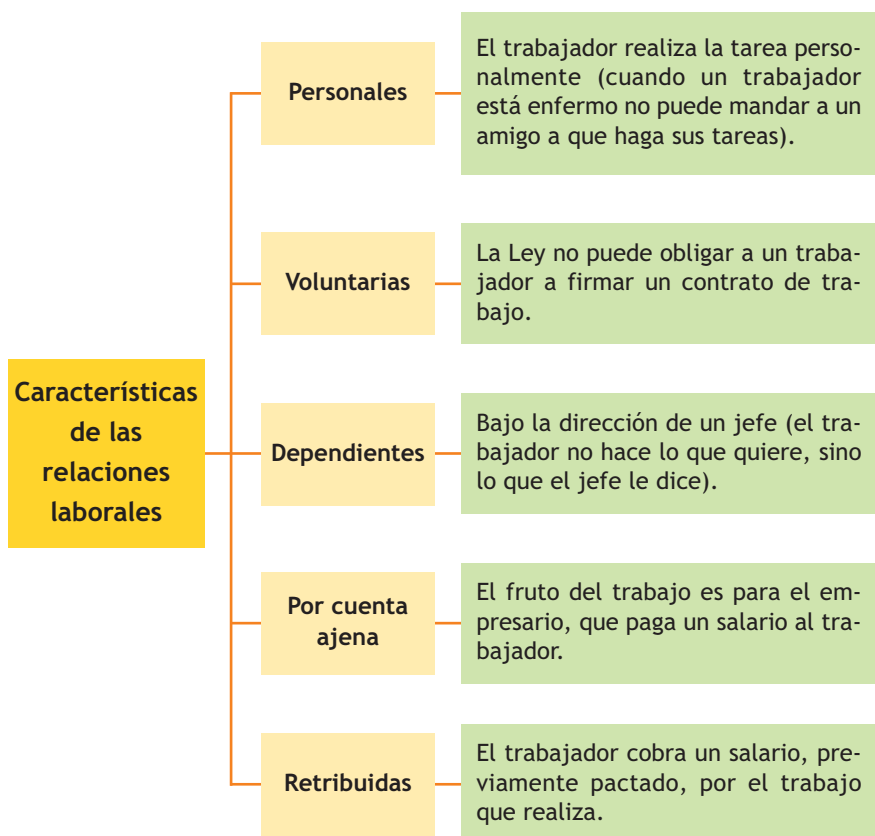 Personales
El trabajador realiza la tarea perso-
nalmente (cuando un trabajador
está enfermo no puede mandar a un
amigo a que haga sus tareas).
Voluntarias
La Ley no puede obligar a un traba-
jador a firmar un contrato de tra-
bajo.
Características
de las
relaciones
laborales
Dependientes
Bajo la dirección de un jefe (el tra-
bajador no hace lo que quiere, sino
lo que el jefe le dice).
Por cuenta
ajena
El fruto del trabajo es para el em-
presario, que paga un salario al tra-
bajador.
Retribuidas
El trabajador cobra un salario, pre-
viamente pactado, por el trabajo
que realiza.